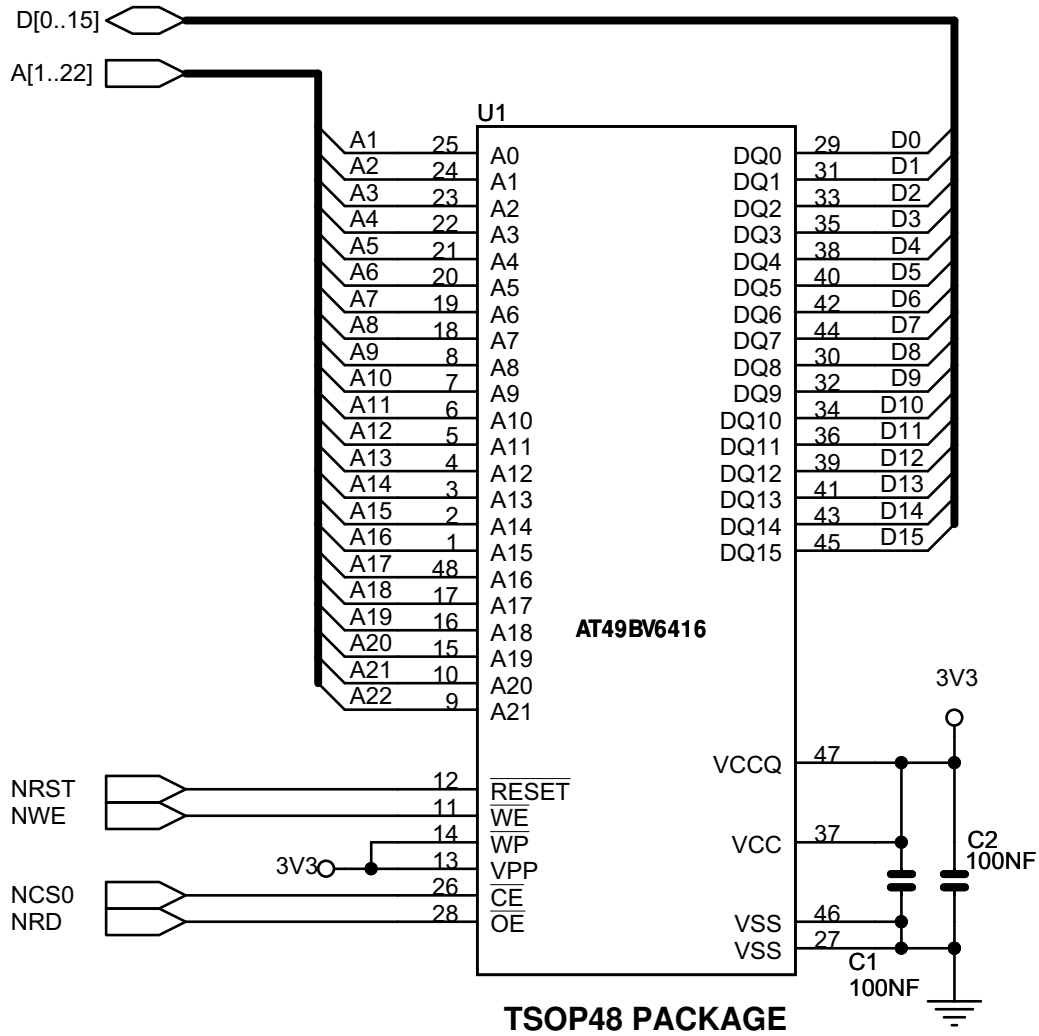 D[0..15]
A[1..22]
U1
A1 25 A0 DQ0 29 D0
A2 24 A1 DQ1 31 D1
A3 23 A2 DQ2 33 D2
A4 22 A3 DQ3 35 D3
A5 21 A4 DQ4 38 D4
A6 20 A5 DQ5 40 D5
A7 19 A6 DQ6 42 D6
A8 18 A7 DQ7 44 D7
A9 8 A8 DQ8 30 D8
A10 7 A9 DQ9 32 D9
A11 6 A10 DQ10 34 D10
A12 5 A11 DQ11 36 D11
A13 4 A12 DQ12 39 D12
A14 3 A13 DQ13 41 D13
A15 2 A14 DQ14 43 D14
A16 1 A15 DQ15 45 D15
A17 48 A16
A18 17 A17
A19 16 A18 AT49BV6416
A20 15 A19
A21 10 A20
A22 9 A21
3V3
VCCQ 47
NRST 12 RESET
NWE 11 WE
14 WP VCC 37
3V3 13 VPP
C2
100NF
NCS0 26 CE
NRD 28 OE VSS 46
VSS 27
C1
100NF
TSOP48 PACKAGE